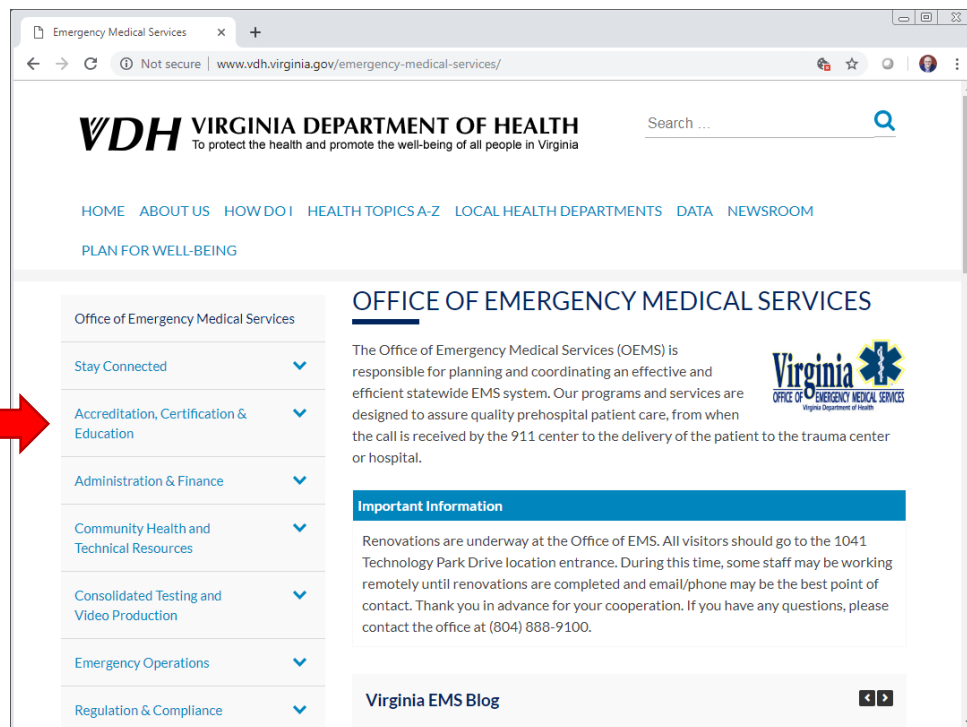 Emergency Medical Services
Not secure | www.vdh.virginia.gov/emergency-medical-services/
VDH VIRGINIA DEPARTMENT OF HEALTH
To protect the health and promote the well-being of all people in Virginia
Search ...
HOME ABOUT US HOW DO I HEALTH TOPICS A-Z LOCAL HEALTH DEPARTMENTS DATA NEWSROOM
PLAN FOR WELL-BEING
Office of Emergency Medical Services
Stay Connected
Accreditation, Certification &
Education
Administration & Finance
Community Health and
Technical Resources
Consolidated Testing and
Video Production
Emergency Operations
Regulation & Compliance
OFFICE OF EMERGENCY MEDICAL SERVICES
The Office of Emergency Medical Services (OEMS) is
responsible for planning and coordinating an effective and
efficient statewide EMS system. Our programs and services are
designed to assure quality prehospital patient care, from when
the call is received by the 911 center to the delivery of the patient to the trauma center
or hospital.
Virginia
OFFICE OF EMERGENCY MEDICAL SERVICES
Virginia Department of Health
Important Information
Renovations are underway at the Office of EMS. All visitors should go to the 1041
Technology Park Drive location entrance. During this time, some staff may be working
remotely until renovations are completed and email/phone may be the best point of
contact. Thank you in advance for your cooperation. If you have any questions, please
contact the office at (804) 888-9100.
Virginia EMS Blog